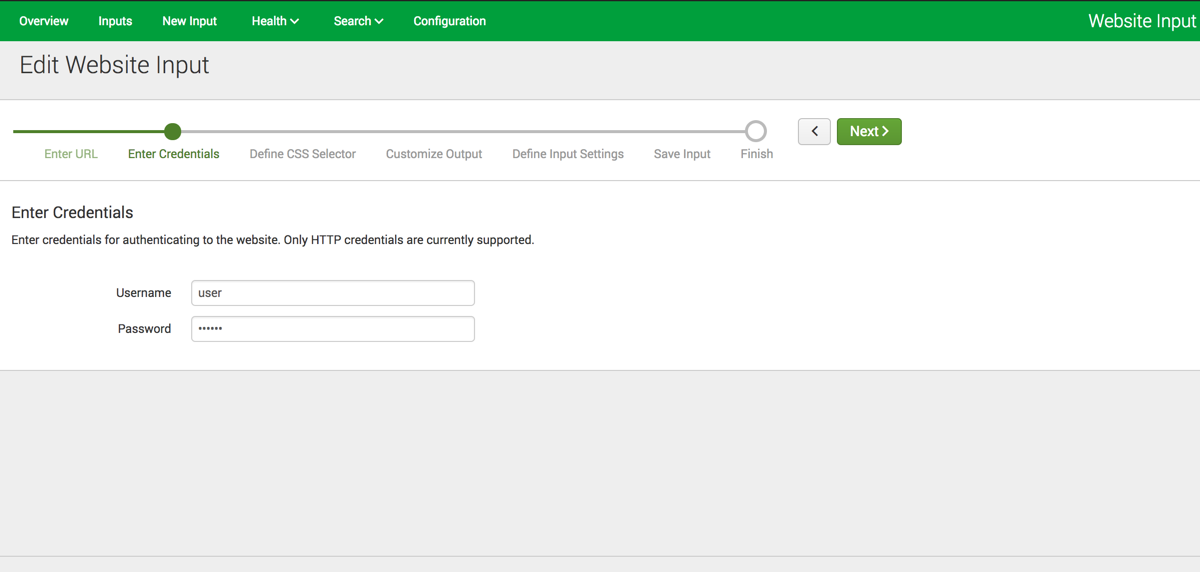 Overview Inputs New Input Health Search Configuration Website Input
Edit Website Input
Next
Enter URL Enter Credentials Define CSS Selector Customize Output Define Input Settings Save Input Finish
Enter Credentials
Enter credentials for authenticating to the website. Only HTTP credentials are currently supported.
Username user
Password ••••••